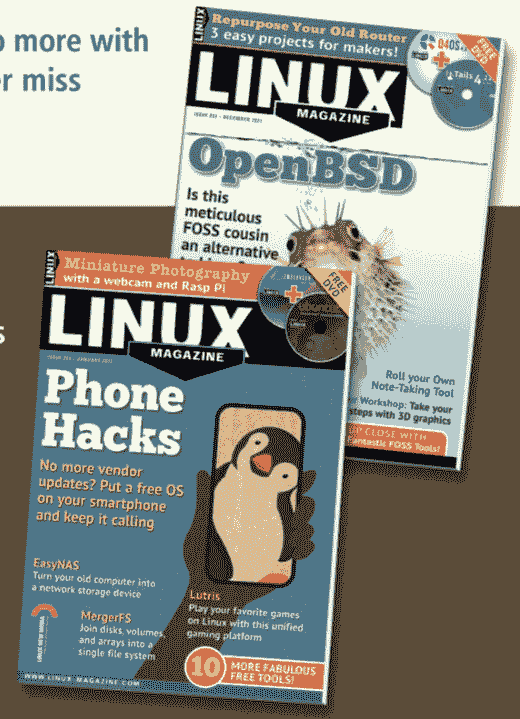 more with
er miss
s
Repurpose Your Old Router
3 easy projects for makers!
FREE
DVD
Tails
LINUX
MAGAZINE
OpenBSD
Is this
meticulous
FOSS cousin
an alternative
Roll your Own
Note-Taking Tool
Workshop: Take your
steps with 3D graphics
UP CLOSE WITH
Fantastic FOSS Tools!
Miniature Photography
with a webcam and Rasp Pi
FREE
DVD
LINUX
MAGAZINE
Phone
Hacks
No more vendor
updates? Put a free OS
on your smartphone
and keep it calling
EasyNAS
Turn your old computer into
a network storage device
MergerFS
Join disks, volumes,
and arrays into a
single file system
Lutris
Play your favorite games
on Linux with this unified
gaming platform
10 MORE FABULOUS
FREE TOOLS!
WWW.LINUX-MAGAZINE.COM